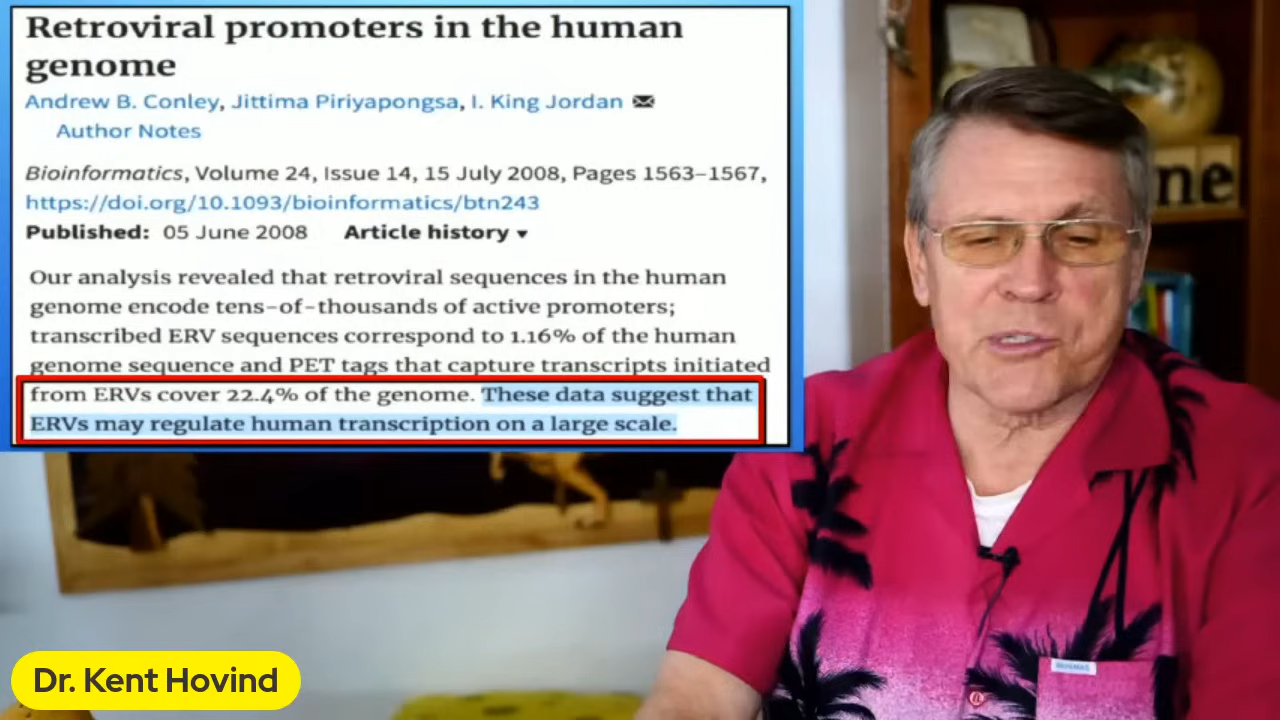 Retroviral promoters in the human
genome
Andrew B. Conley, Jittima Piriyapongsa, I. King Jordan
Author Notes
Bioinformatics, Volume 24, Issue 14, 15 July 2008, Pages 1563–1567,
https://doi.org/10.1093/bioinformatics/btn243
Published: 05 June 2008 Article history
Our analysis revealed that retroviral sequences in the human
genome encode tens-of-thousands of active promoters;
transcribed ERV sequences correspond to 1.16% of the human
genome sequence and PET tags that capture transcripts initiated
from ERVs cover 22.4% of the genome. These data suggest that
ERVs may regulate human transcription on a large scale.
ne
Dr. Kent Hovind